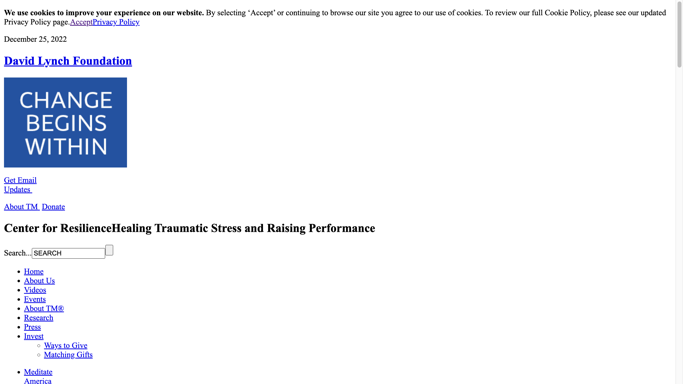 We use cookies to improve your experience on our website. By selecting ‘Accept’ or continuing to browse our site you agree to our use of cookies. To review our full Cookie Policy, please see our updated
Privacy Policy page.AcceptPrivacy Policy
December 25, 2022
David Lynch Foundation
CHANGE
BEGINS
WITHIN
Get Email
Updates
About TM  Donate
Center for ResilienceHealing Traumatic Stress and Raising Performance
Search...SEARCH
Home
About Us
Videos
Events
About TM®
Research
Press
Invest
Ways to Give
Matching Gifts
Meditate
America